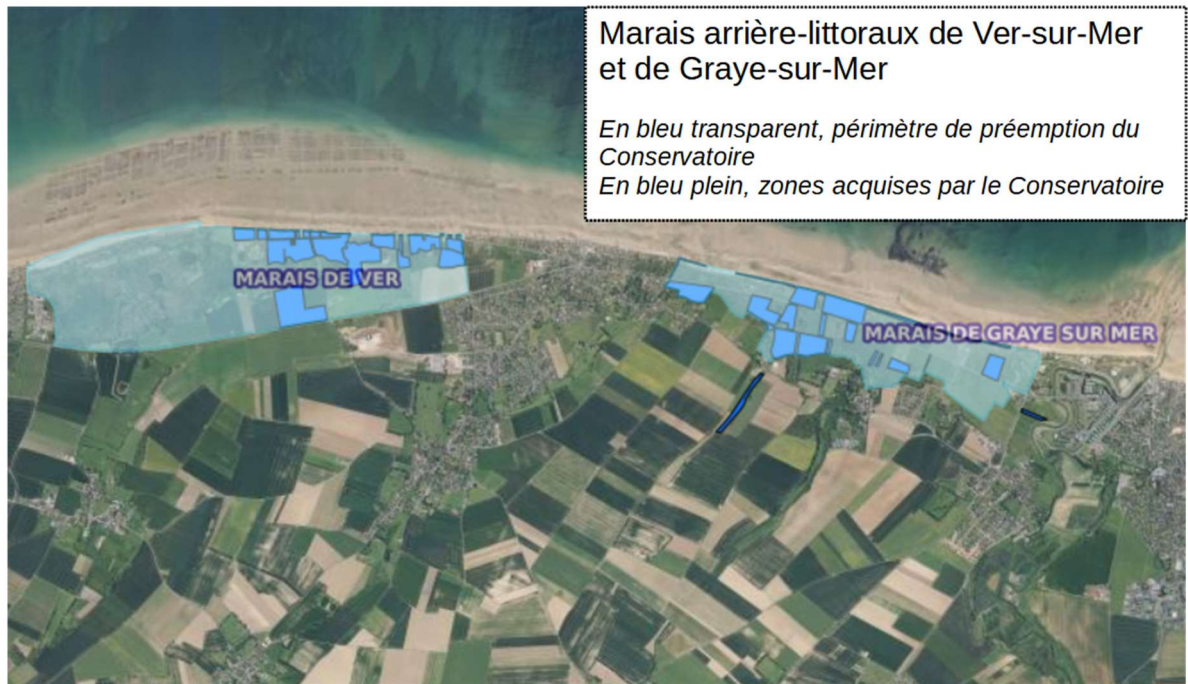 Marais arrière-littoraux de Ver-sur-Mer
et de Graye-sur-Mer
En bleu transparent, périmètre de préemption du
Conservatoire
En bleu plein, zones acquises par le Conservatoire
MARAIS DE VER
MARAIS DE GRAYE SUR MER